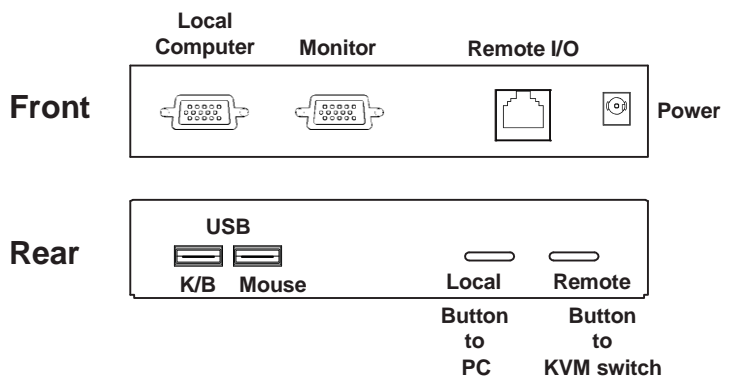 Local
Computer
Monitor
Remote I/O
Front
Power
Rear
USB
K/B Mouse
Local
Remote
Button
to
PC
Button
to
KVM switch